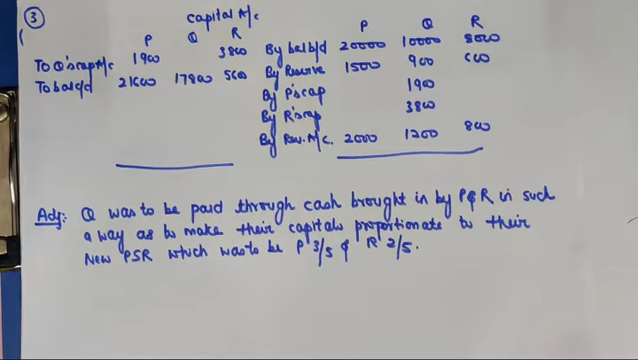 ③
Capital A/c
P Q R P Q R
To Q's cap A/c 1900 3800 By bal b/d 20000 10000 8000
To bal c/d 21600 17800 5600 By Reserve 1500 900 600
By P's cap 1900
By R's cap 3800
By Rev. A/c. 2000 1200 800
Adj: Q was to be paid through cash brought in by P & R in such
a way as to make their capitals proportionate to their
New PSR which was to be P 3/5 & R 2/5.